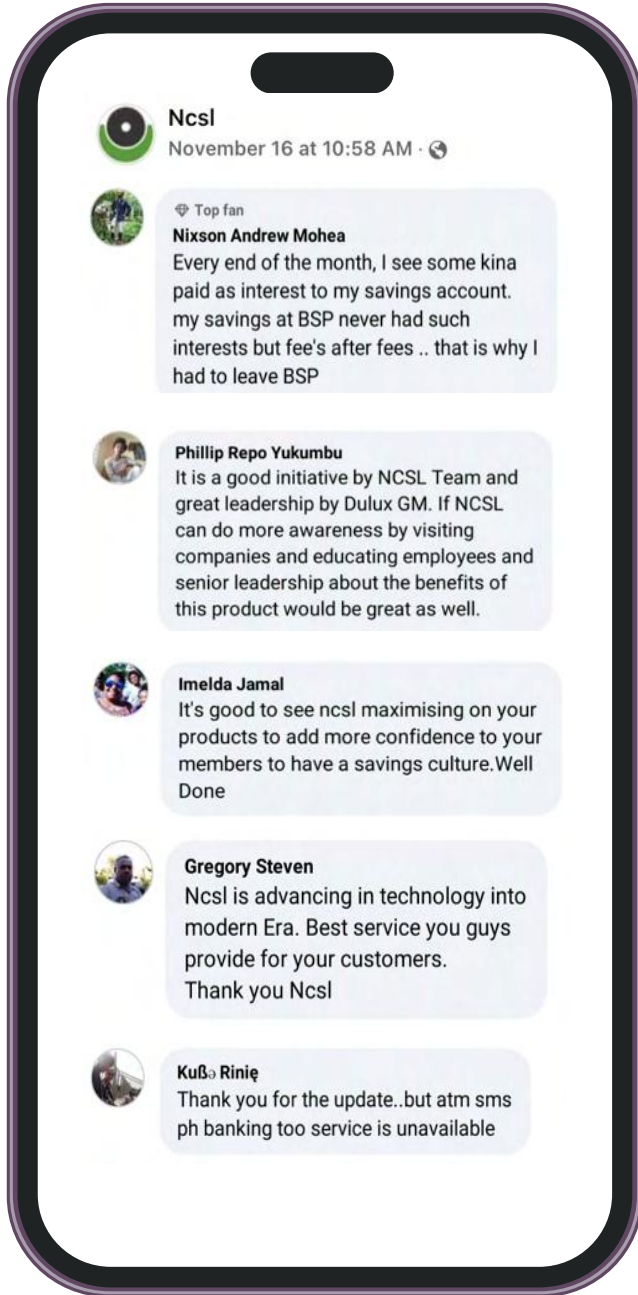 Ncsl
November 16 at 10:58 AM ·
Top fan
Nixson Andrew Mohea
Every end of the month, I see some kina
paid as interest to my savings account.
my savings at BSP never had such
interests but fee's after fees .. that is why I
had to leave BSP
Phillip Repo Yukumbu
It is a good initiative by NCSL Team and
great leadership by Dulux GM. If NCSL
can do more awareness by visiting
companies and educating employees and
senior leadership about the benefits of
this product would be great as well.
Imelda Jamal
It's good to see ncsl maximising on your
products to add more confidence to your
members to have a savings culture.Well
Done
Gregory Steven
Ncsl is advancing in technology into
modern Era. Best service you guys
provide for your customers.
Thank you Ncsl
Kußə Rinię
Thank you for the update..but atm sms
ph banking too service is unavailable